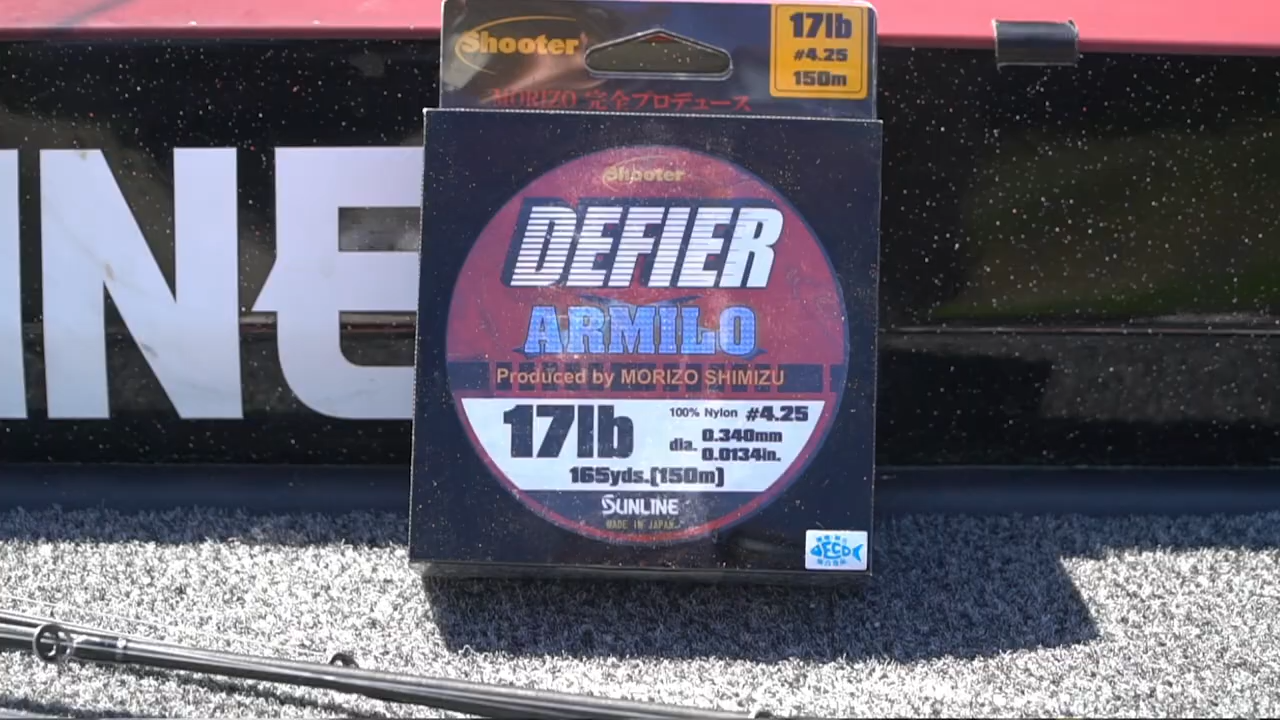 Shooter
17lb
#4.25
150m
MORIZO 完全プロデュース
INE
Shooter
DEFIER
ARMILO
Produced by MORIZO SHIMIZU
17lb
100% Nylon #4.25
dia. 0.340mm
0.0134in.
165yds.[150m]
SUNLINE
MADE IN JAPAN
ECO